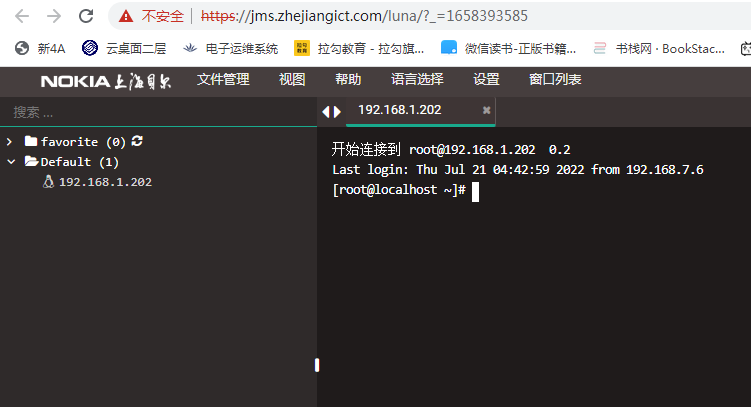 不安全 https://jms.zhejiangict.com/luna/?_=1658393585
新4A 云桌面二层 电子运维系统 拉勾教育 - 拉勾旗... 微信读书-正版书籍... 书栈网 · BookStac...
NOKIA 上海贝尔 文件管理 视图 帮助 语言选择 设置 窗口列表
搜索 ...
192.168.1.202
favorite (0)
Default (1)
192.168.1.202
开始连接到 root@192.168.1.202 0.2
Last login: Thu Jul 21 04:42:59 2022 from 192.168.7.6
[root@localhost ~]#